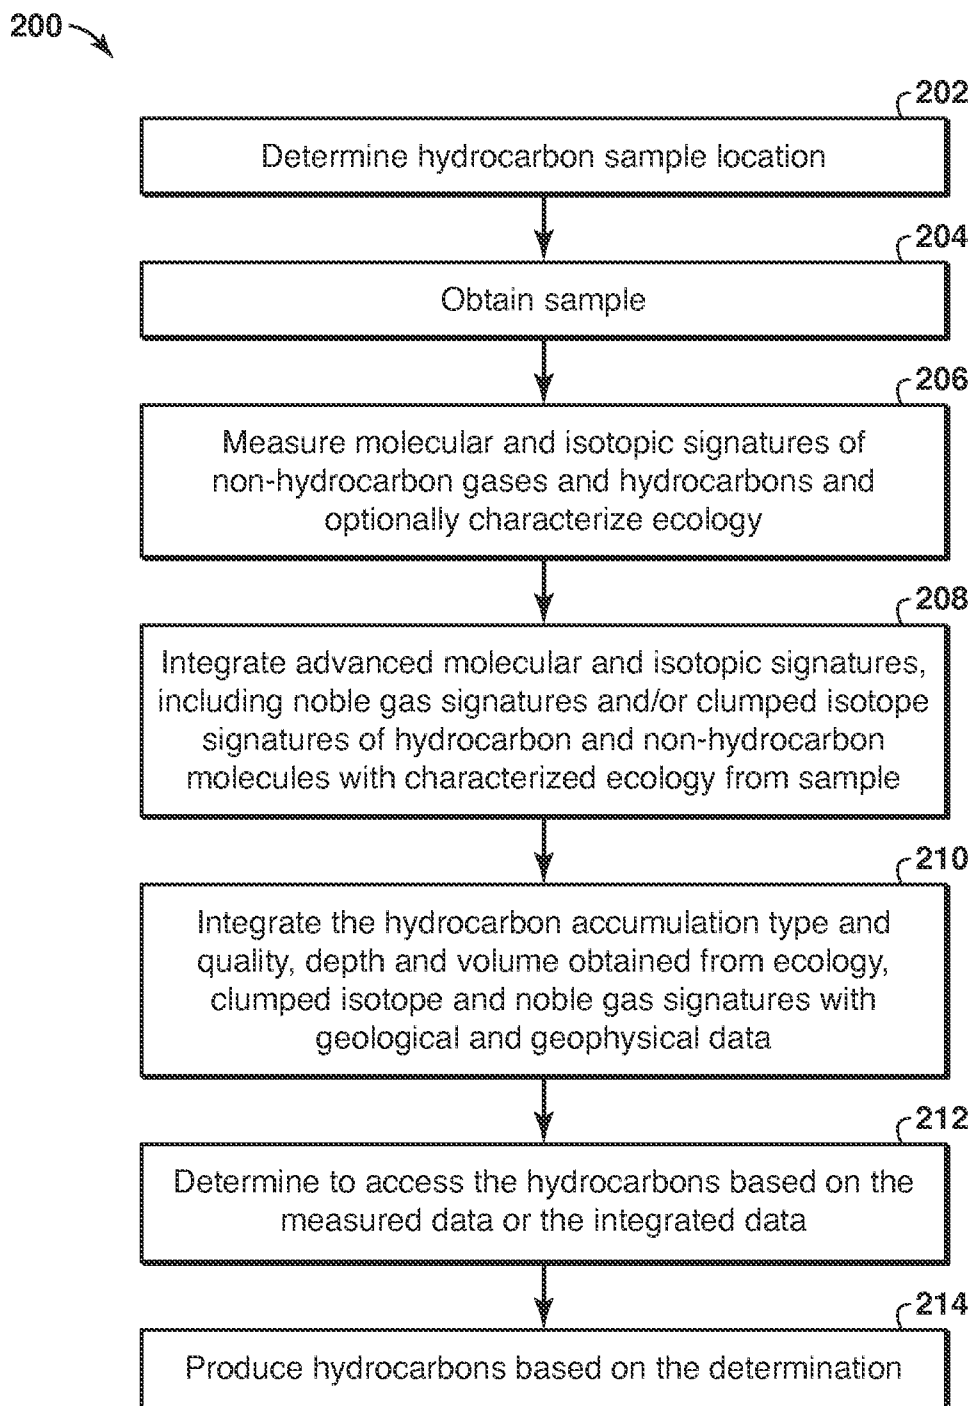 200
202
Determine hydrocarbon sample location
204
Obtain sample
206
Measure molecular and isotopic signatures of
non-hydrocarbon gases and hydrocarbons and
optionally characterize ecology
208
Integrate advanced molecular and isotopic signatures,
including noble gas signatures and/or clumped isotope
signatures of hydrocarbon and non-hydrocarbon
molecules with characterized ecology from sample
210
Integrate the hydrocarbon accumulation type and
quality, depth and volume obtained from ecology,
clumped isotope and noble gas signatures with
geological and geophysical data
212
Determine to access the hydrocarbons based on the
measured data or the integrated data
214
Produce hydrocarbons based on the determination